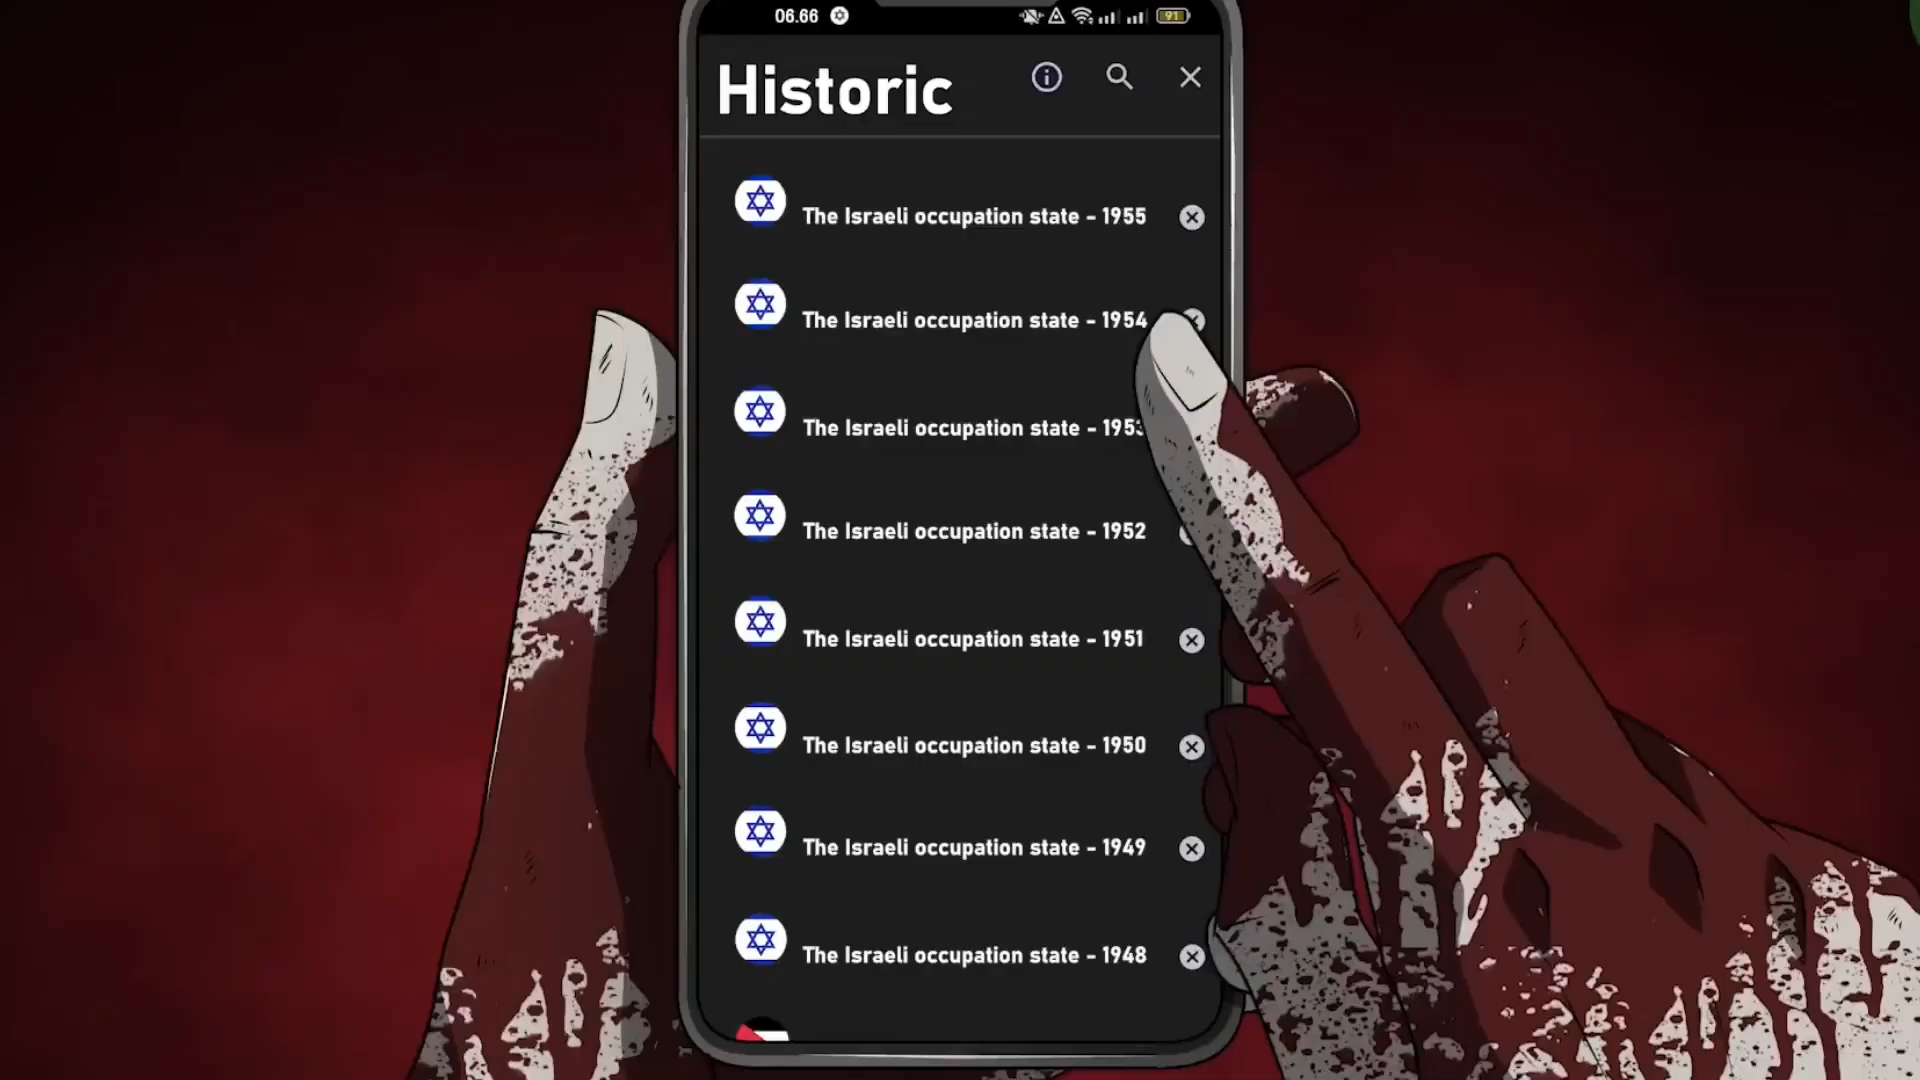 06.66
91
Historic
The Israeli occupation state - 1955
The Israeli occupation state - 1954
The Israeli occupation state - 1953
The Israeli occupation state - 1952
The Israeli occupation state - 1951
The Israeli occupation state - 1950
The Israeli occupation state - 1949
The Israeli occupation state - 1948